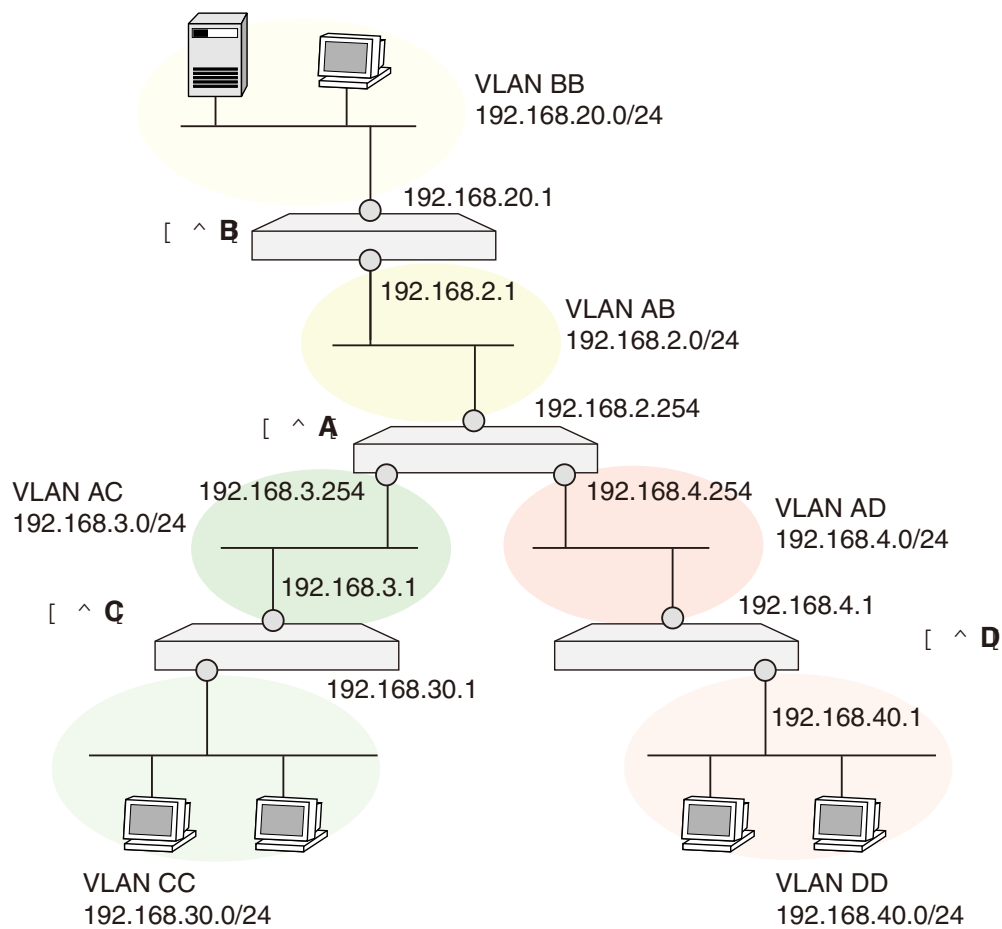 VLAN BB
192.168.20.0/24
192.168.20.1
B
192.168.2.1
VLAN AB
192.168.2.0/24
192.168.2.254
A
VLAN AC
192.168.3.0/24
192.168.3.254
192.168.4.254
VLAN AD
192.168.4.0/24
192.168.3.1
C
192.168.4.1
D
192.168.30.1
192.168.40.1
VLAN CC
192.168.30.0/24
VLAN DD
192.168.40.0/24